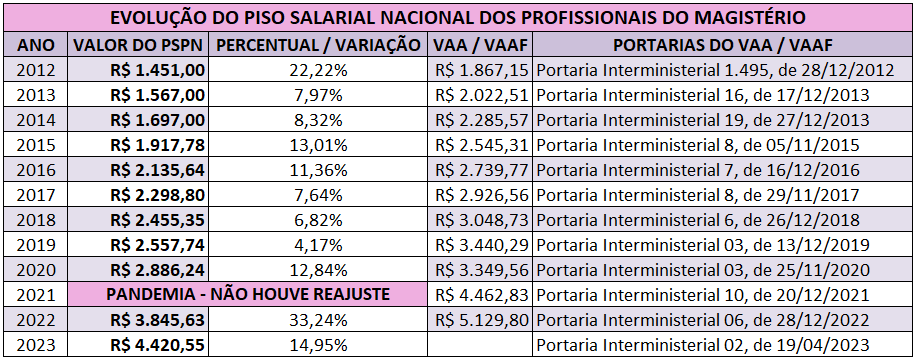 EVOLUÇÃO DO PISO SALARIAL NACIONAL DOS PROFISSIONAIS DO MAGISTÉRIO
ANO VALOR DO PSPN PERCENTUAL / VARIAÇÃO VAA / VAAF PORTARIAS DO VAA / VAAF
2012 R$ 1.451,00 22,22% R$ 1.867,15 Portaria Interministerial 1.495, de 28/12/2012
2013 R$ 1.567,00 7,97% R$ 2.022,51 Portaria Interministerial 16, de 17/12/2013
2014 R$ 1.697,00 8,32% R$ 2.285,57 Portaria Interministerial 19, de 27/12/2013
2015 R$ 1.917,78 13,01% R$ 2.545,31 Portaria Interministerial 8, de 05/11/2015
2016 R$ 2.135,64 11,36% R$ 2.739,77 Portaria Interministerial 7, de 16/12/2016
2017 R$ 2.298,80 7,64% R$ 2.926,56 Portaria Interministerial 8, de 29/11/2017
2018 R$ 2.455,35 6,82% R$ 3.048,73 Portaria Interministerial 6, de 26/12/2018
2019 R$ 2.557,74 4,17% R$ 3.440,29 Portaria Interministerial 03, de 13/12/2019
2020 R$ 2.886,24 12,84% R$ 3.349,56 Portaria Interministerial 03, de 25/11/2020
2021 PANDEMIA - NÃO HOUVE REAJUSTE R$ 4.462,83 Portaria Interministerial 10, de 20/12/2021
2022 R$ 3.845,63 33,24% R$ 5.129,80 Portaria Interministerial 06, de 28/12/2022
2023 R$ 4.420,55 14,95% Portaria Interministerial 02, de 19/04/2023